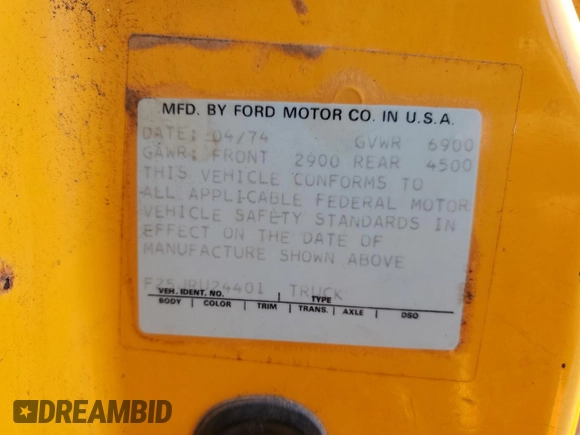 MFD. BY FORD MOTOR CO. IN U.S.A.
DATE: 04/74 GVWR 6900
GAWR: FRONT 2900 REAR 4500
THIS VEHICLE CONFORMS TO
ALL APPLICABLE FEDERAL MOTOR
VEHICLE SAFETY STANDARDS IN
EFFECT ON THE DATE OF
MANUFACTURE SHOWN ABOVE
F25JRU24401 TRUCK
VEH. IDENT. NO. TYPE
BODY COLOR TRIM TRANS. AXLE DSO
DREAMBID